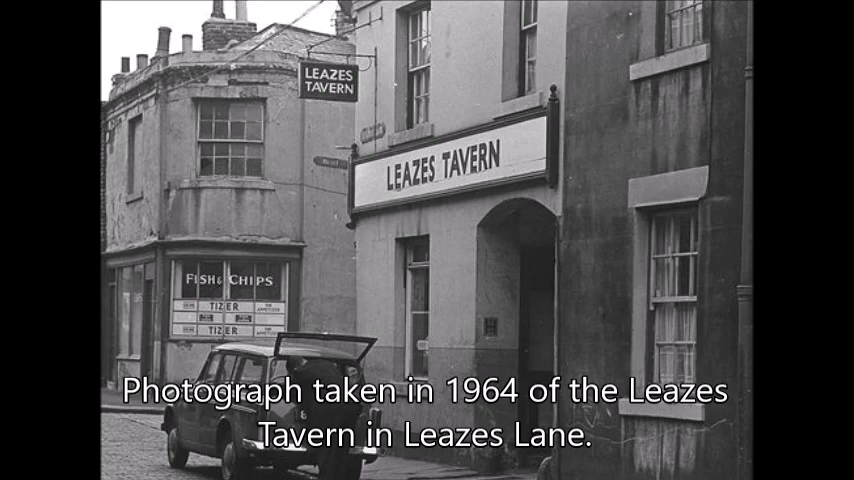 LEAZES
TAVERN
LEAZES TAVERN
FISH & CHIPS
TIZER
TIZER
Photograph taken in 1964 of the Leazes
Tavern in Leazes Lane.